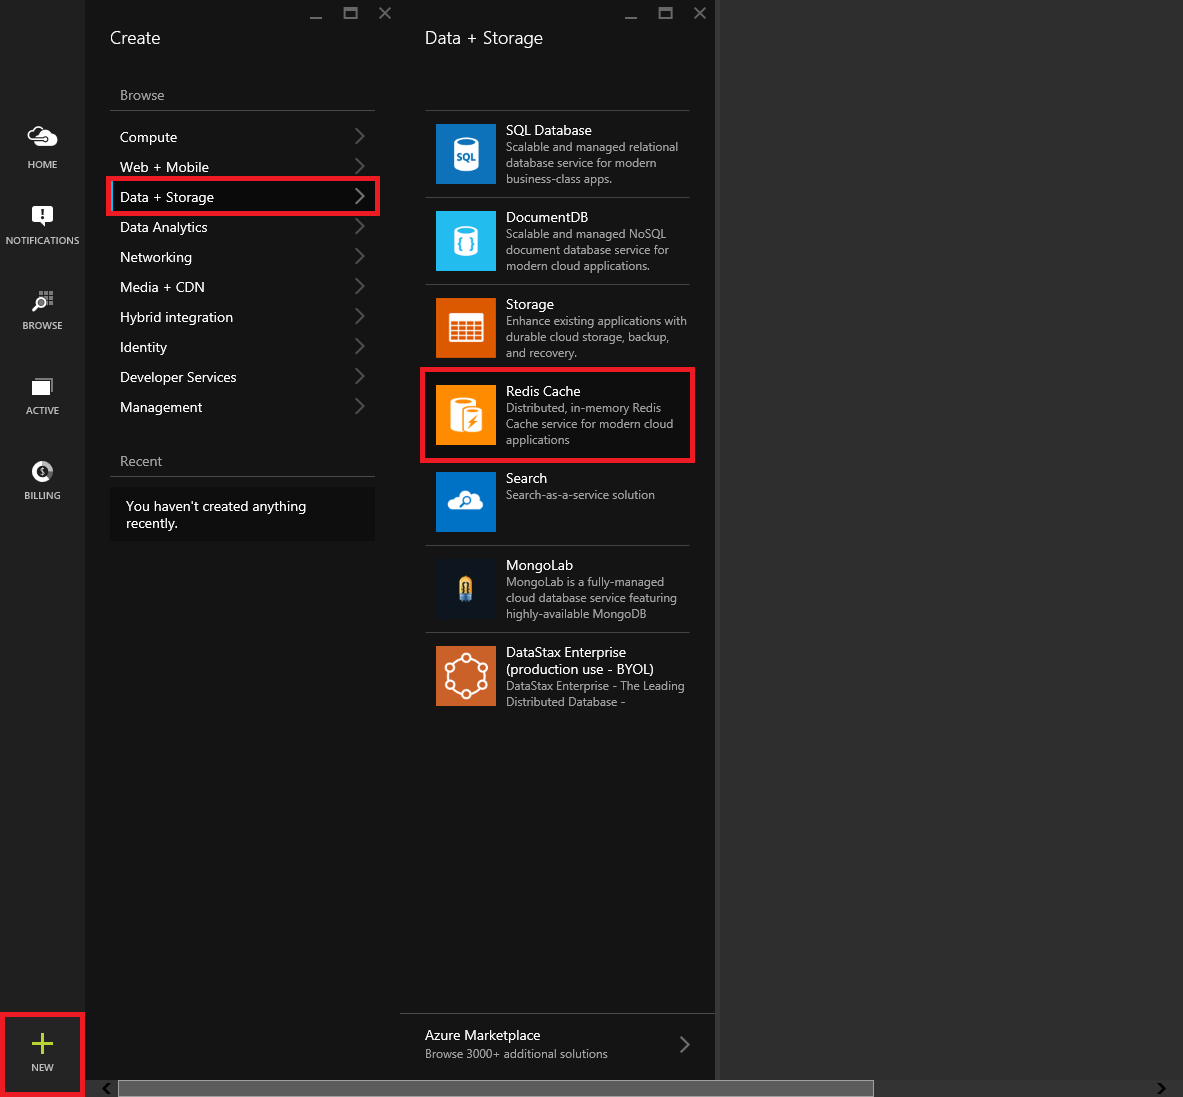 HOME
NOTIFICATIONS
BROWSE
ACTIVE
BILLING
NEW
Create
Browse
Compute
Web + Mobile
Data + Storage
Data Analytics
Networking
Media + CDN
Hybrid integration
Identity
Developer Services
Management
Recent
You haven't created anything
recently.
Data + Storage
SQL
SQL Database
Scalable and managed relational
database service for modern
business-class apps.
DocumentDB
Scalable and managed NoSQL
document database service for
modern cloud applications.
Storage
Enhance existing applications with
durable cloud storage, backup,
and recovery.
Redis Cache
Distributed, in-memory Redis
Cache service for modern cloud
applications
Search
Search-as-a-service solution
MongoLab
MongoLab is a fully-managed
cloud database service featuring
highly-available MongoDB
DataStax Enterprise
(production use - BYOL)
DataStax Enterprise - The Leading
Distributed Database -
Azure Marketplace
Browse 3000+ additional solutions